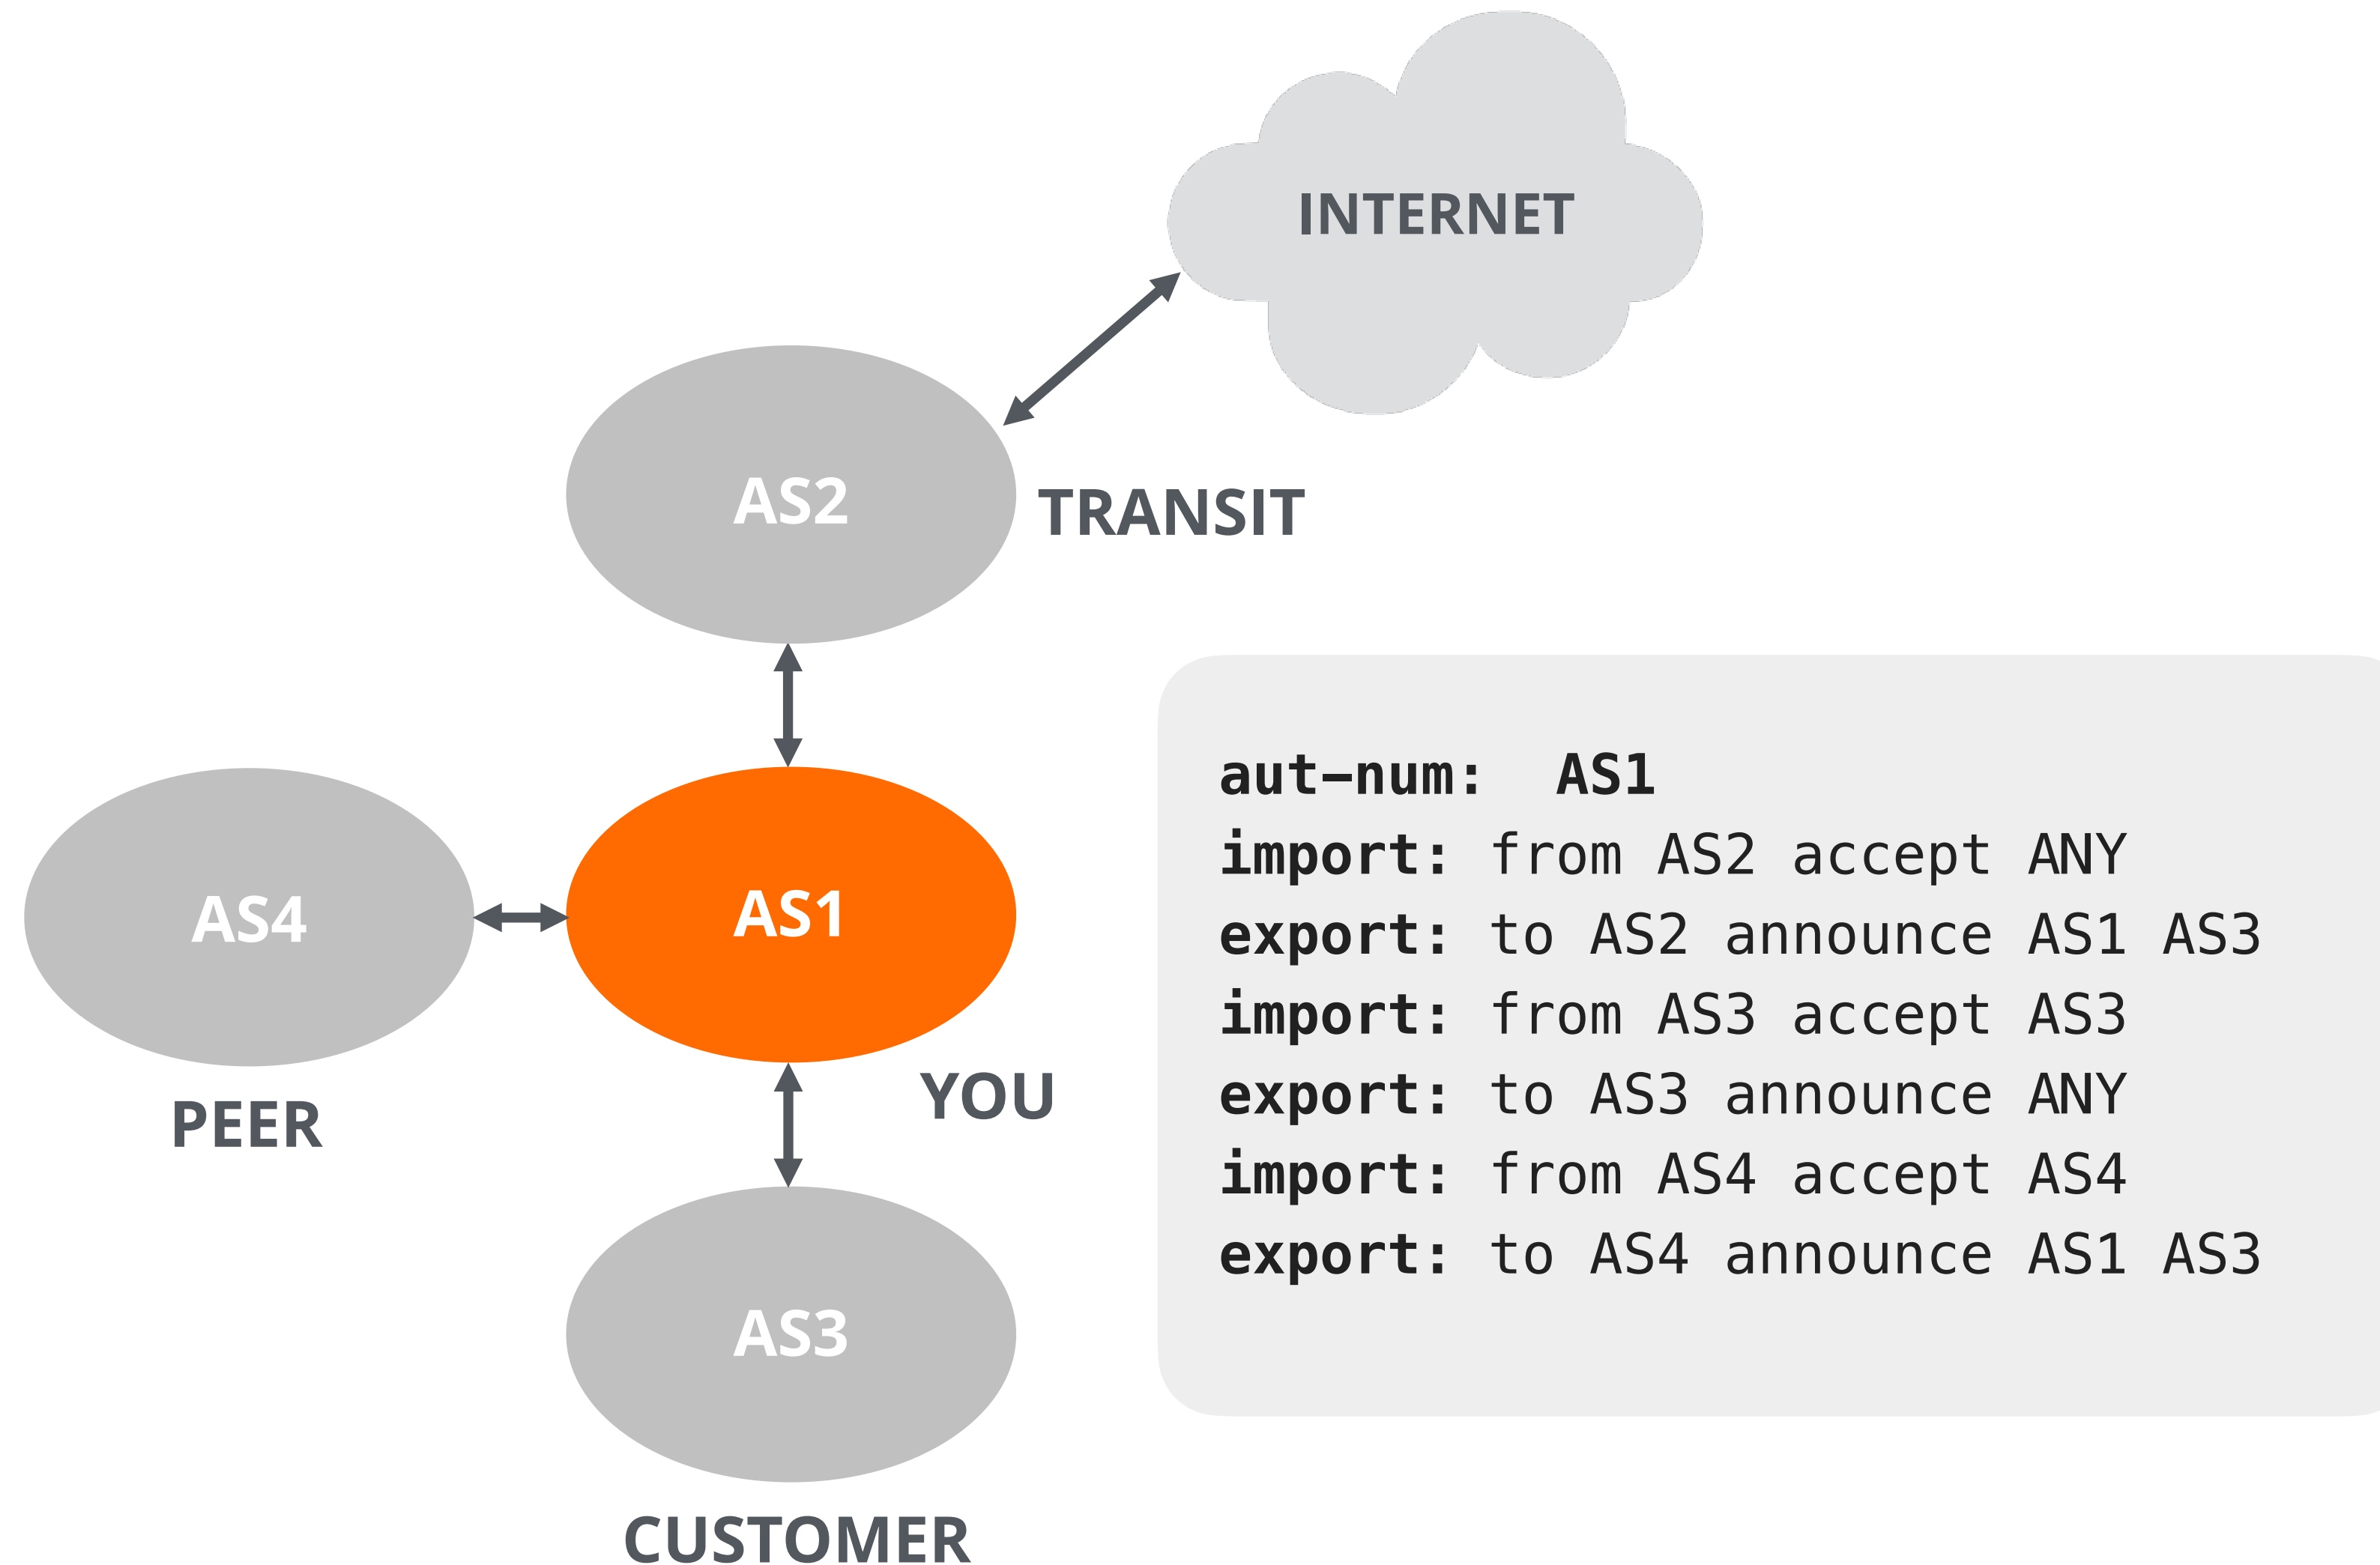 INTERNET
AS2
TRANSIT
AS4
AS1
YOU
PEER
AS3
CUSTOMER
aut-num: AS1
import: from AS2 accept ANY
export: to AS2 announce AS1 AS3
import: from AS3 accept AS3
export: to AS3 announce ANY
import: from AS4 accept AS4
export: to AS4 announce AS1 AS3